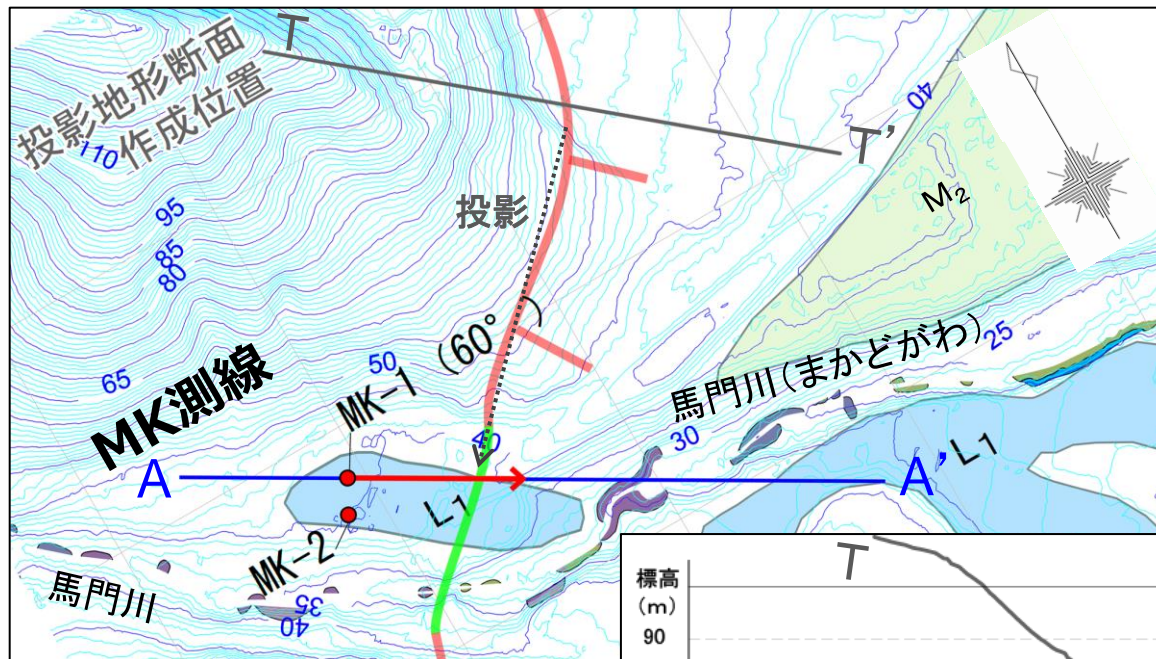 T
投影地形断面
作成位置
110
T'
40
95
85
80
投影
M2
50
65
MK-1 (60°)
MK測線
馬門川(まかどがわ)
25
30
40
A
A'
L1
L1
MK-2
馬門川
35
40
T
標高
(m)
90